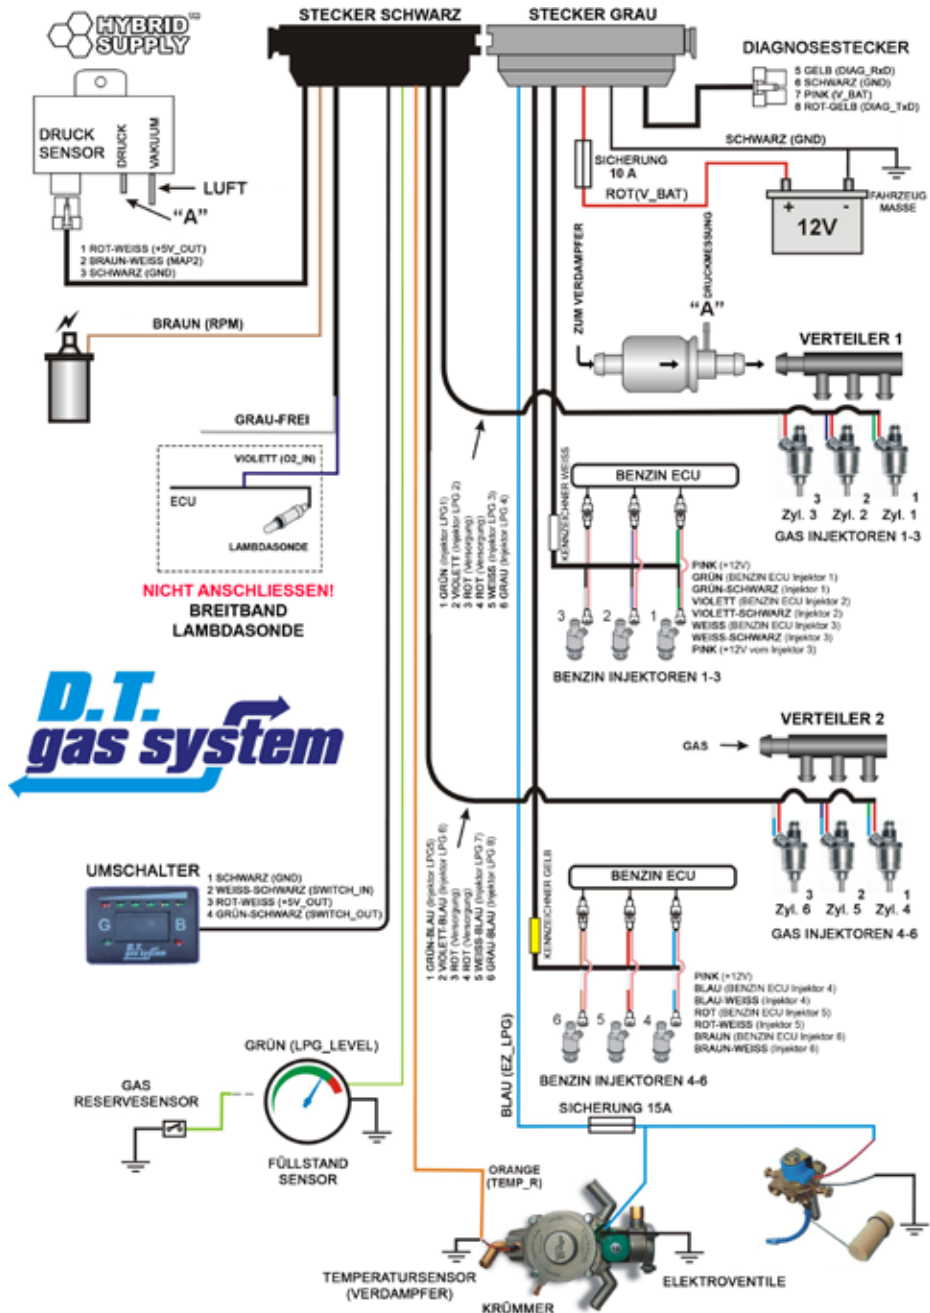 HYBRID™
SUPPLY
STECKER SCHWARZ
STECKER GRAU
DIAGNOSESTECKER
5 GELB (DIAG_RxD)
6 SCHWARZ (GND)
7 PINK (V_BAT)
8 ROT-GELB (DIAG_TxD)
DRUCK
SENSOR
DRUCK
VAKUUM
LUFT
"A"
1 ROT-WEISS (+5V_OUT)
2 BRAUN-WEISS (MAP2)
3 SCHWARZ (GND)
SCHWARZ (GND)
SICHERUNG
10 A
ROT(V_BAT)
FAHRZEUG
MASSE
+ -
12V
BRAUN (RPM)
ZUM VERDAMPFER
"A"
DRUCKMESSUNG
VERTEILER 1
GRAU-FREI
VIOLETT (O2_IN)
ECU
LAMBDASONDE
NICHT ANSCHLIESSEN!
BREITBAND
LAMBDASONDE
1 GRÜN (Injektor LPG1)
2 VIOLETT (Injektor LPG 2)
3 ROT (Versorgung)
4 ROT (Versorgung)
5 WEISS (Injektor LPG 3)
6 GRAU (Injektor LPG 4)
KENNZEICHNER WEISS
BENZIN ECU
3 2 1
Zyl. 3 Zyl. 2 Zyl. 1
GAS INJEKTOREN 1-3
PINK (+12V)
GRÜN (BENZIN ECU Injektor 1)
GRÜN-SCHWARZ (Injektor 1)
VIOLETT (BENZIN ECU Injektor 2)
VIOLETT-SCHWARZ (Injektor 2)
WEISS (BENZIN ECU Injektor 3)
WEISS-SCHWARZ (Injektor 3)
PINK (+12V vom Injektor 3)
3 2 1
BENZIN INJEKTOREN 1-3
D.T.
gas system
VERTEILER 2
GAS
UMSCHALTER
1 SCHWARZ (GND)
2 WEISS-SCHWARZ (SWITCH_IN)
3 ROT-WEISS (+5V_OUT)
4 GRÜN-SCHWARZ (SWITCH_OUT)
G B
D.T.
gas system
1 GRÜN-BLAU (Injektor LPG5)
2 VIOLETT-BLAU (Injektor LPG 6)
3 ROT (Versorgung)
4 ROT (Versorgung)
5 WEISS-BLAU (Injektor LPG 7)
6 GRAU-BLAU (Injektor LPG 8)
KENNZEICHNER GELB
BENZIN ECU
3 2 1
Zyl. 6 Zyl. 5 Zyl. 4
GAS INJEKTOREN 4-6
PINK (+12V)
BLAU (BENZIN ECU Injektor 4)
BLAU-WEISS (Injektor 4)
ROT (BENZIN ECU Injektor 5)
ROT-WEISS (Injektor 5)
BRAUN (BENZIN ECU Injektor 6)
BRAUN-WEISS (Injektor 6)
6 5 4
BENZIN INJEKTOREN 4-6
GRÜN (LPG_LEVEL)
GAS
RESERVESENSOR
FÜLLSTAND
SENSOR
BLAU (EZ_LPG)
SICHERUNG 15A
ORANGE
(TEMP_R)
TEMPERATURSENSOR
(VERDAMPFER)
KRÜMMER
ELEKTROVENTILE